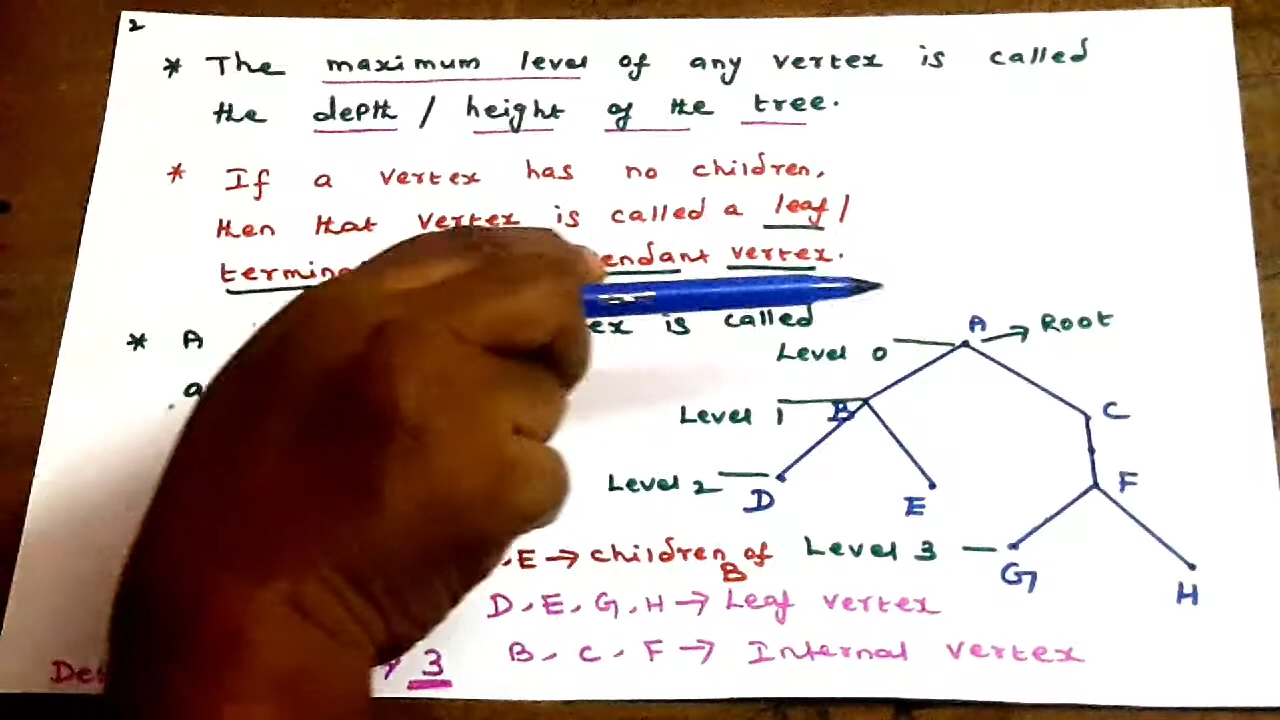 2
* The maximum level of any vertex is called
the depth / height of the tree.
* If a vertex has no children,
then that vertex is called a leaf /
vertex.
* A is called
A → Root
Level 0
Level 1 B
C
Level 2
D
E
F
E → children of B
Level 3
G
H
D, E, G, H → Leaf vertex
B, C, F → Internal vertex
3